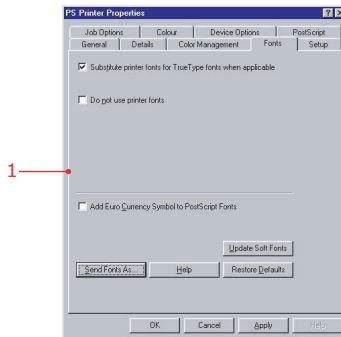 PS Printer Properties
Job Options Colour Device Options PostScript
General Details Color Management Fonts Setup
Substitute printer fonts for TrueType fonts when applicable
Do not use printer fonts
1
Add Euro Currency Symbol to PostScript Fonts
Update Soft Fonts
Send Fonts As... Help Restore Defaults
OK Cancel Apply Help